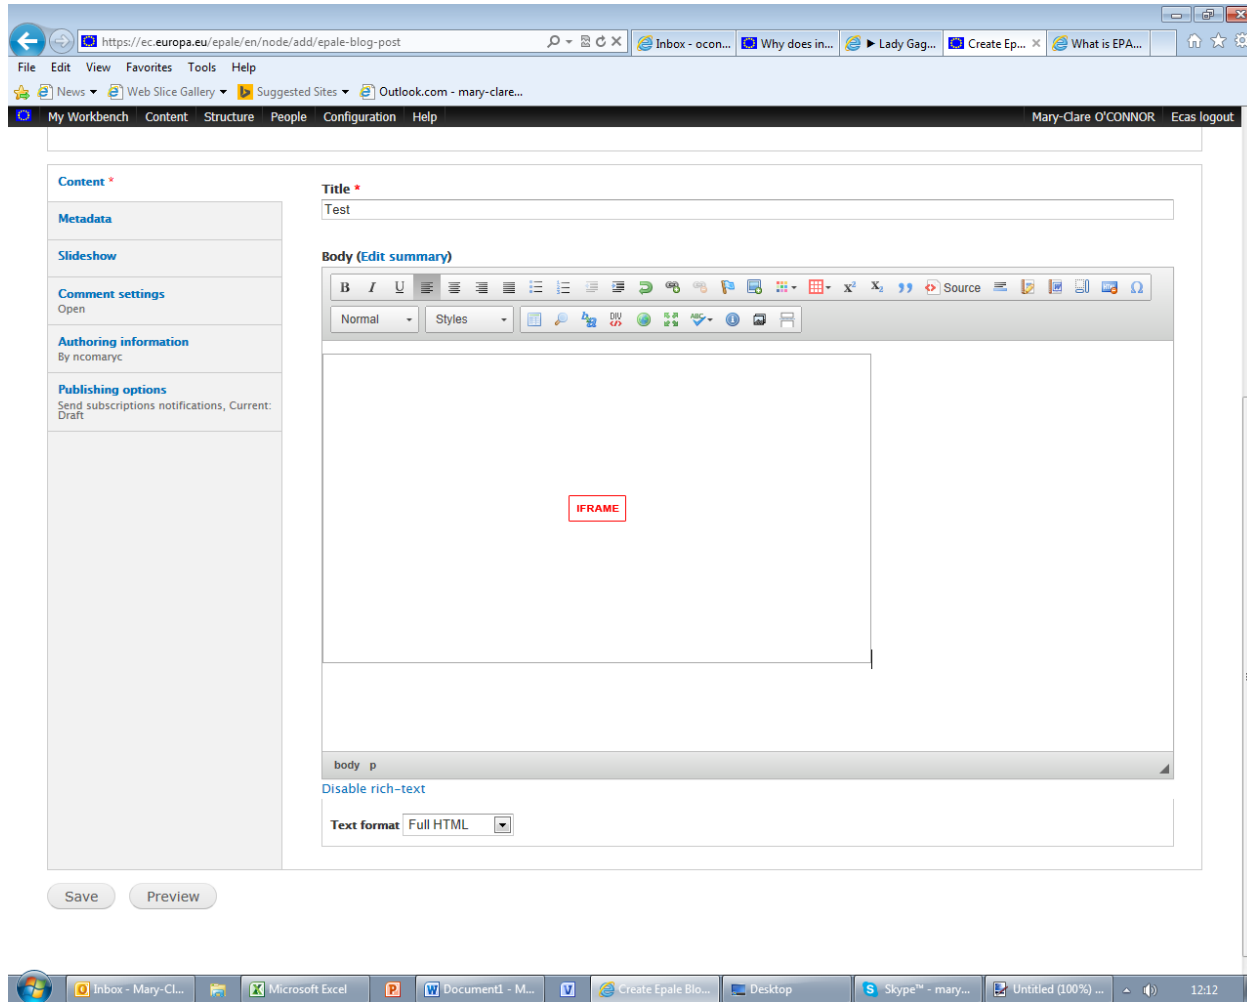 https://ec.europa.eu/epale/en/node/add/epale-blog-post
Inbox - ocon...
Why does in...
Lady Gag...
Create Ep...
What is EPA...
File Edit View Favorites Tools Help
News Web Slice Gallery Suggested Sites Outlook.com - mary-clare...
My Workbench Content Structure People Configuration Help Mary-Clare O'CONNOR Ecas logout
Content *
Metadata
Slideshow
Comment settings
Open
Authoring information
By ncomaryc
Publishing options
Send subscriptions notifications, Current:
Draft
Title *
Test
Body (Edit summary)
B I U x² X₂ Source Ω
Normal Styles DIV ABC
IFRAME
body p
Disable rich-text
Text format Full HTML
Save Preview
Inbox - Mary-Cl... Microsoft Excel Document1 - M... Create Epale Blo... Desktop Skype™ - mary... Untitled (100%) ... 12:12